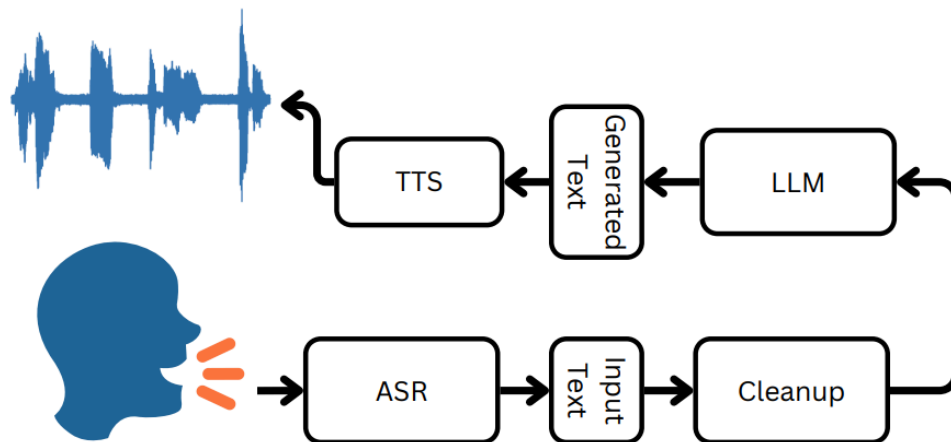 TTS
Generated
Text
LLM
ASR
Input
Text
Cleanup